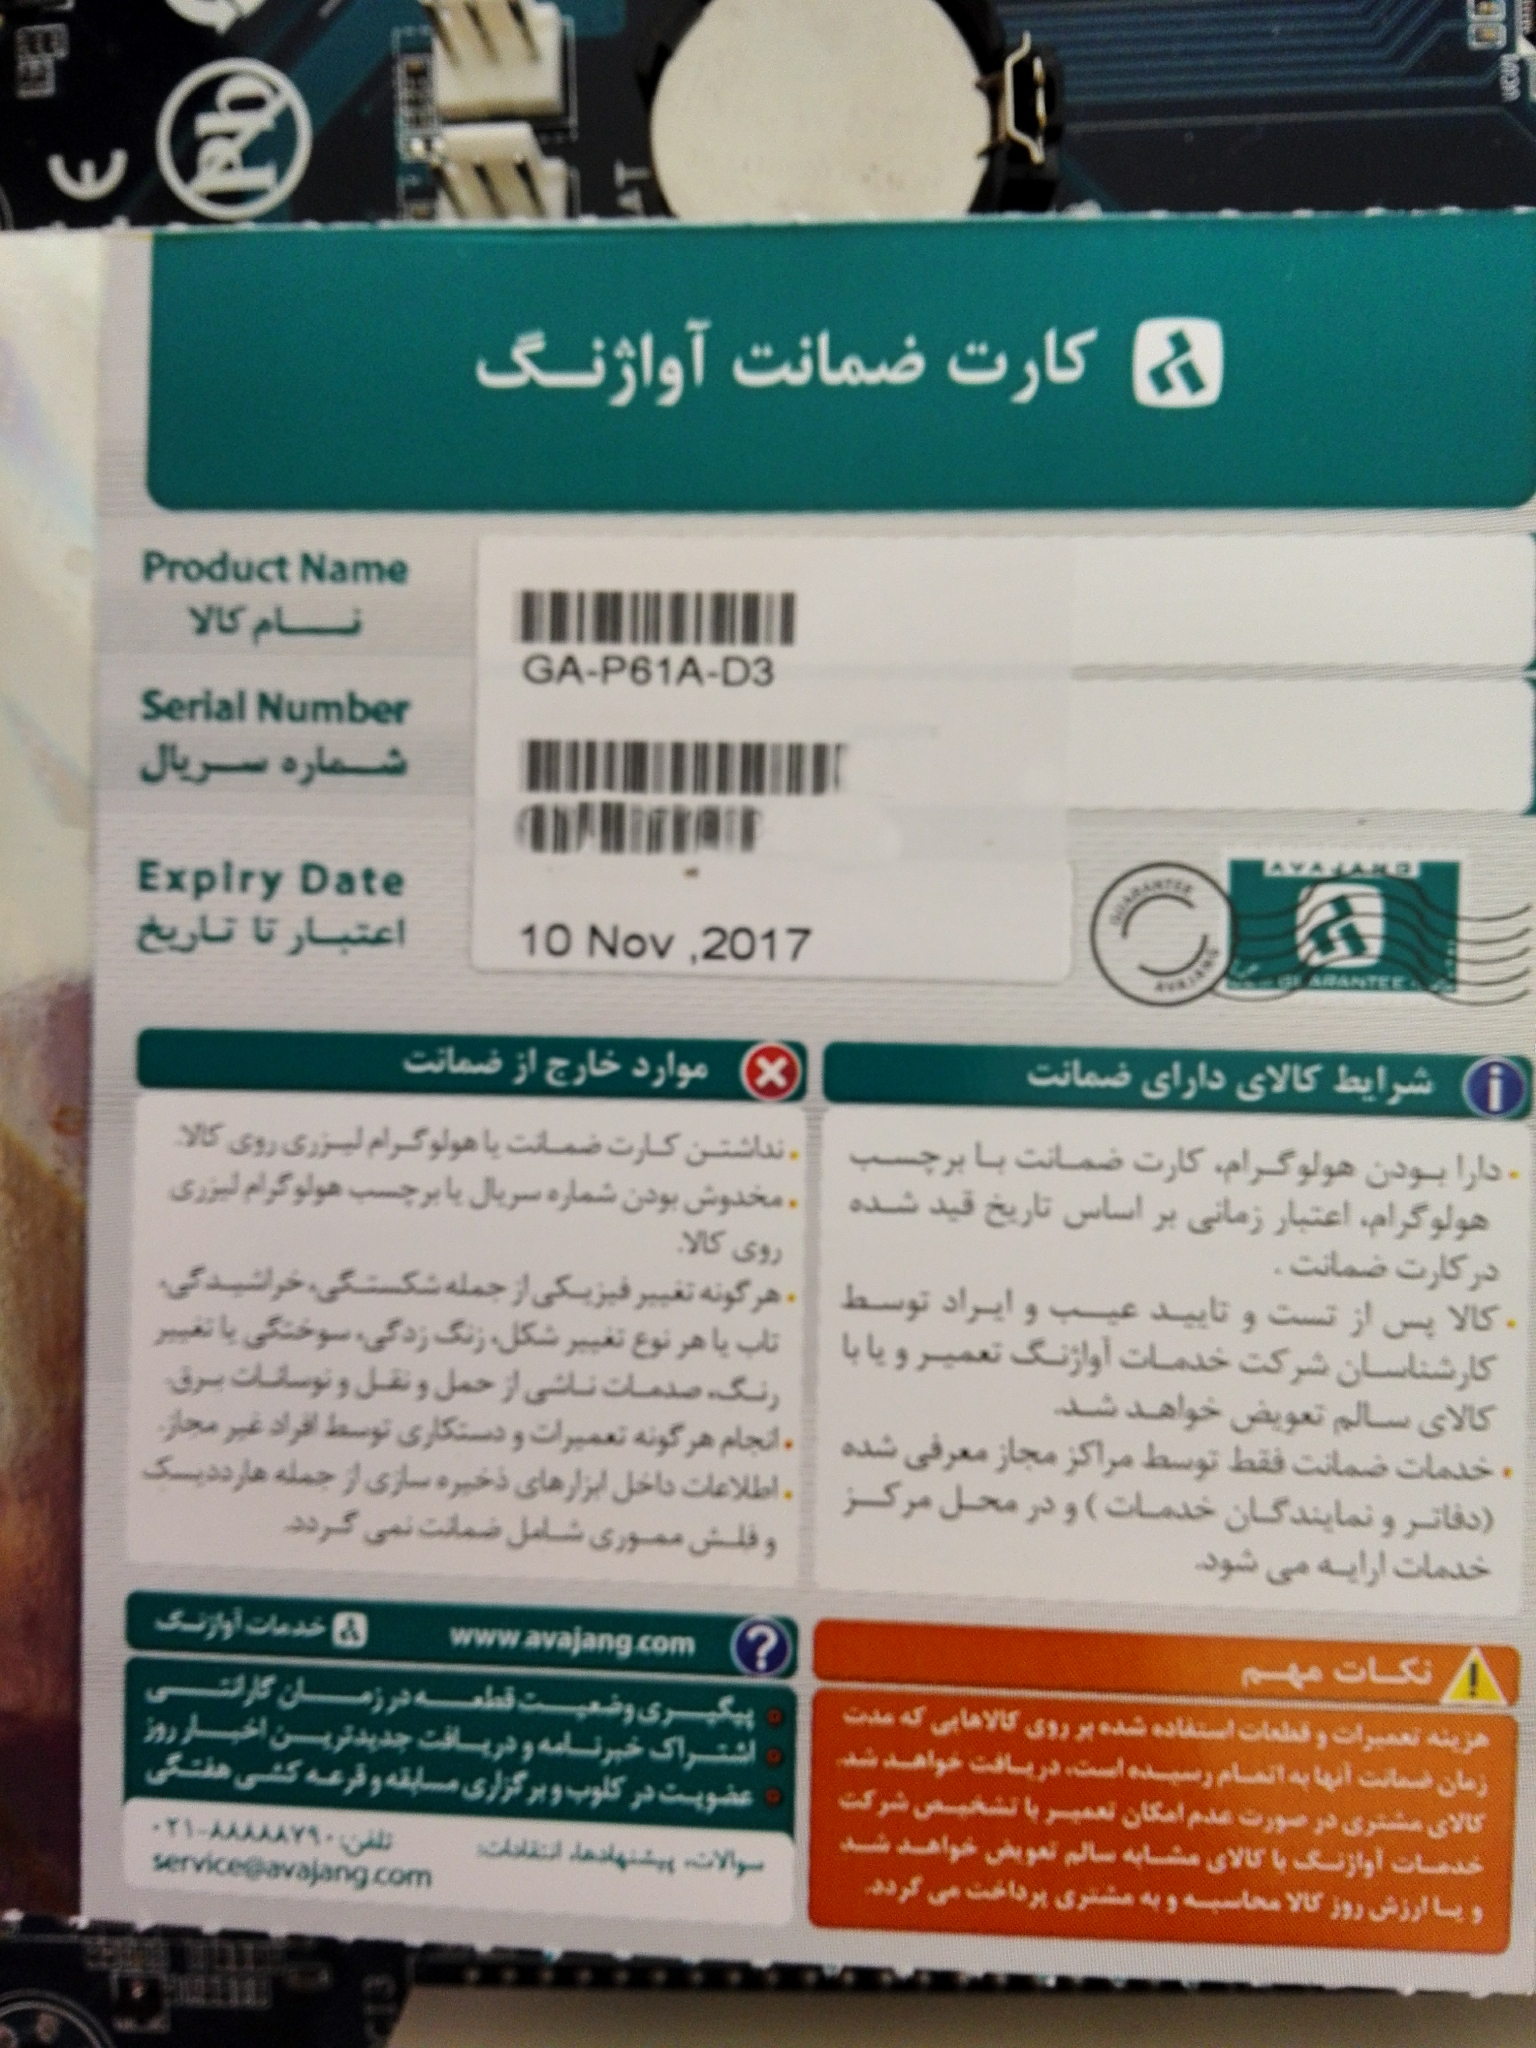 کارت ضمانت آواژنگ
Product Name
نام کالا
GA-P61A-D3
Serial Number
شماره سریال
Expiry Date
اعتبار تا تاریخ
10 Nov ,2017
AVAJANG
GUARANTEE
GUARANTEE
AVAJANG
شرایط کالای دارای ضمانت
• دارا بودن هولوگرام، کارت ضمانت با برچسب
هولوگرام، اعتبار زمانی بر اساس تاریخ قید شده
در کارت ضمانت .
• کالا پس از تست و تایید عیب و ایراد توسط
کارشناسان شرکت خدمات آواژنگ تعمیر و یا با
کالای سالم تعویض خواهد شد.
• خدمات ضمانت فقط توسط مراکز مجاز معرفی شده
(دفاتر و نمایندگان خدمات ) و در محل مرکز
خدمات ارایه می شود.
موارد خارج از ضمانت
• نداشتن کارت ضمانت یا هولوگرام لیزری روی کالا.
• مخدوش بودن شماره سریال یا برچسب هولوگرام لیزری
روی کالا.
• هر گونه تغییر فیزیکی از جمله شکستگی، خراشیدگی،
تاب یا هر نوع تغییر شکل، زنگ زدگی، سوختگی یا تغییر
رنگ، صدمات ناشی از حمل و نقل و نوسانات برق.
• انجام هر گونه تعمیرات و دستکاری توسط افراد غیر مجاز.
• اطلاعات داخل ابزارهای ذخیره سازی از جمله هارددیسک
و فلش مموری شامل ضمانت نمی گردد.
نکات مهم
هزینه تعمیرات و قطعات استفاده شده بر روی کالاهایی که مدت
زمان ضمانت آنها به اتمام رسیده است، دریافت خواهد شد.
کالای مشتری در صورت عدم امکان تعمیر با تشخیص شرکت
خدمات آواژنگ با کالای مشابه سالم تعویض خواهد شد
و یا ارزش روز کالا محاسبه و به مشتری پرداخت می گردد.
www.avajang.com خدمات آواژنگ
پیگیری وضعیت قطعه در زمان گارانتی
اشتراک خبرنامه و دریافت جدیدترین اخبار روز
عضویت در کلوب و برگزاری مسابقه و قرعه کشی هفتگی
سوالات، پیشنهادها، انتقادات:
تلفن: ۰۲۱-۸۸۸۸۸۷۹۰
service@avajang.com